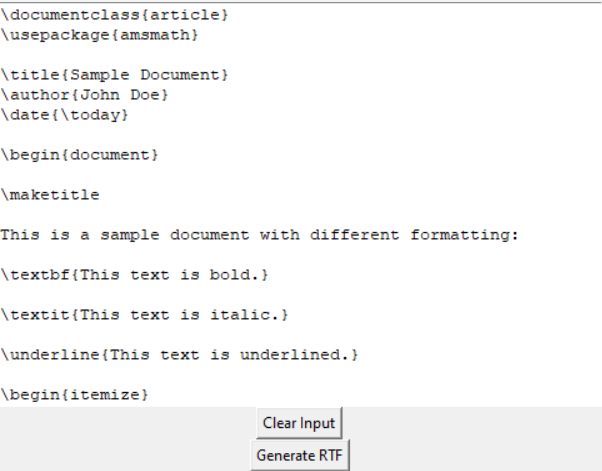 \documentclass{article}
\usepackage{amsmath}
\title{Sample Document}
\author{John Doe}
\date{\today}
\begin{document}
\maketitle
This is a sample document with different formatting:
\textbf{This text is bold.}
\textit{This text is italic.}
\underline{This text is underlined.}
\begin{itemize}
Clear Input
Generate RTF